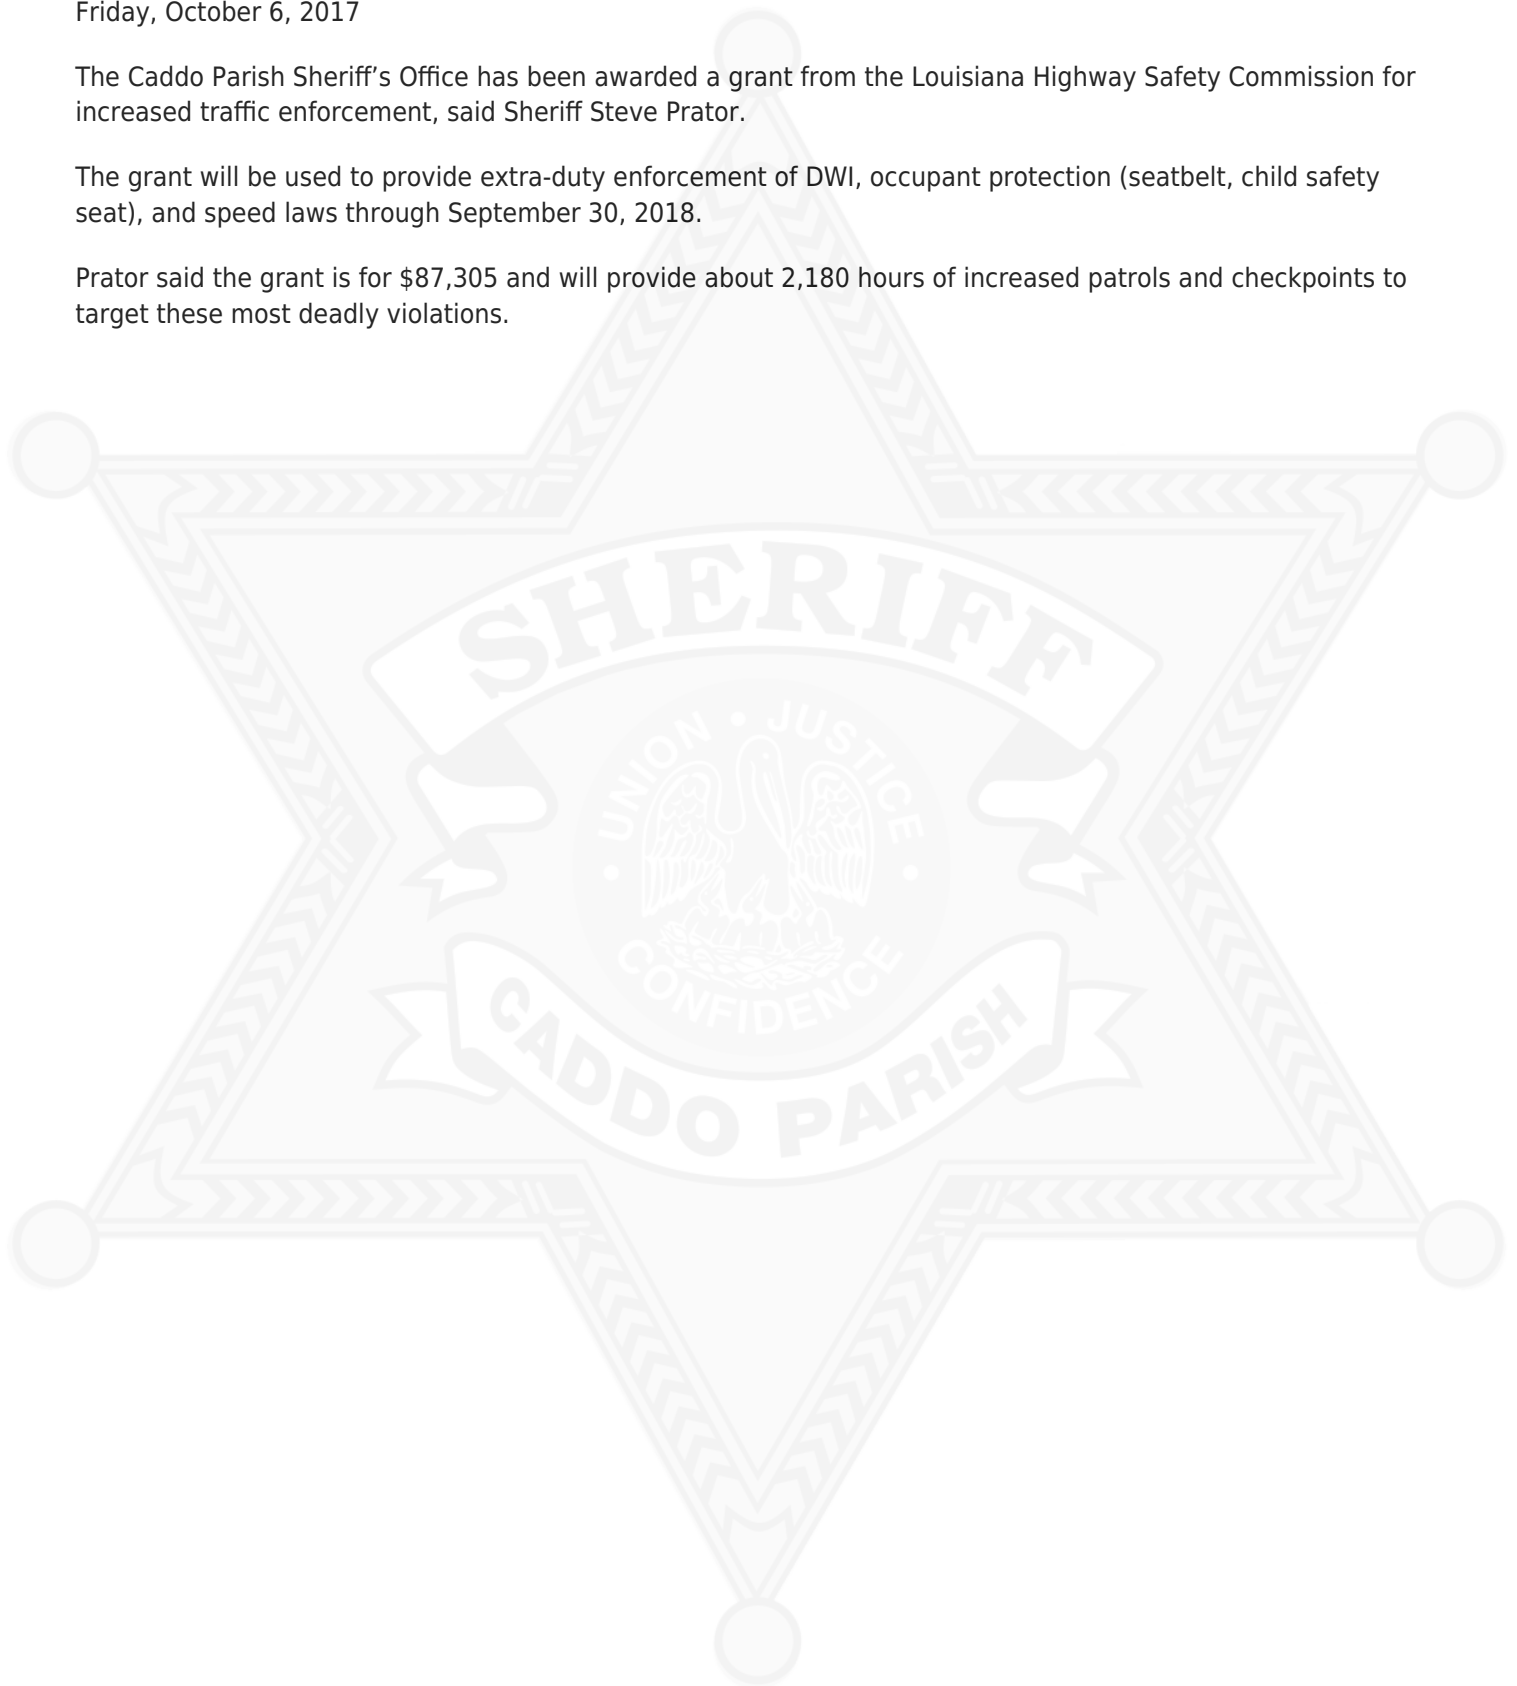 Friday, October 6, 2017
The Caddo Parish Sheriff’s Office has been awarded a grant from the Louisiana Highway Safety Commission for
increased traffic enforcement, said Sheriff Steve Prator.
The grant will be used to provide extra-duty enforcement of DWI, occupant protection (seatbelt, child safety
seat), and speed laws through September 30, 2018.
Prator said the grant is for $87,305 and will provide about 2,180 hours of increased patrols and checkpoints to
target these most deadly violations.
SHERIFF
UNION • JUSTICE
• CONFIDENCE •
CADDO PARISH